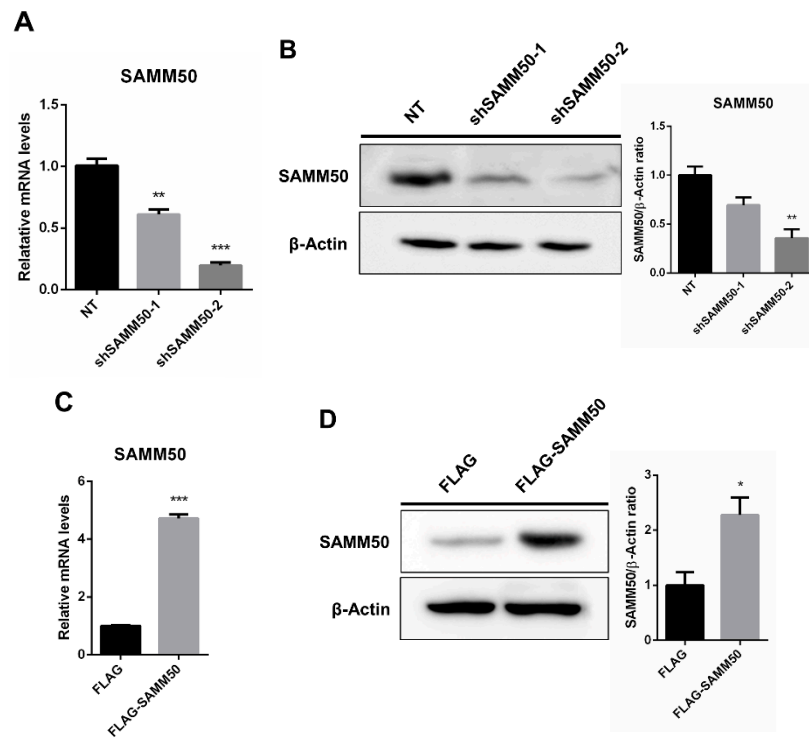 A
SAMM50
Relatative mRNA levels
1.5
1.0
0.5
0.0
**
***
NT
shSAMM50-1
shSAMM50-2
B
NT
shSAMM50-1
shSAMM50-2
SAMM50
β-Actin
SAMM50
SAMM50/β-Actin ratio
1.5
1.0
0.5
0.0
**
NT
shSAMM50-1
shSAMM50-2
C
SAMM50
Relative mRNA levels
6
4
2
0
***
FLAG
FLAG-SAMM50
D
FLAG
FLAG-SAMM50
SAMM50
β-Actin
SAMM50/β-Actin ratio
3
2
1
0
*
FLAG
FLAG-SAMM50